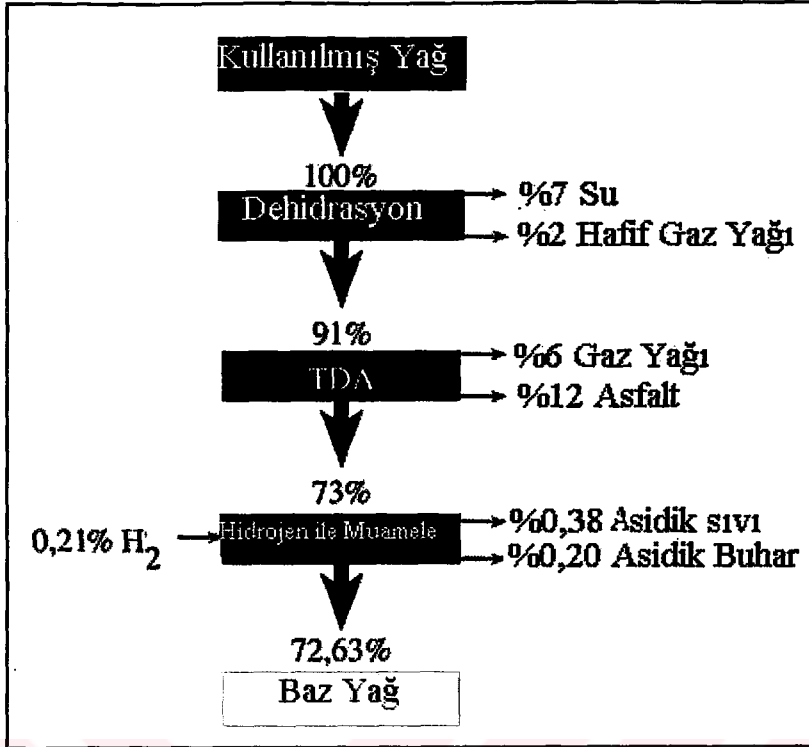 Kullanılmış Yağ
100%
Dehidrasyon
%7 Su
%2 Hafif Gaz Yağı
91%
TDA
%6 Gaz Yağı
%12 Asfalt
73%
0,21% H2
Hidrojen ile Muamele
%0,38 Asidik sıvı
%0,20 Asidik Buhar
72,63%
Baz Yağ